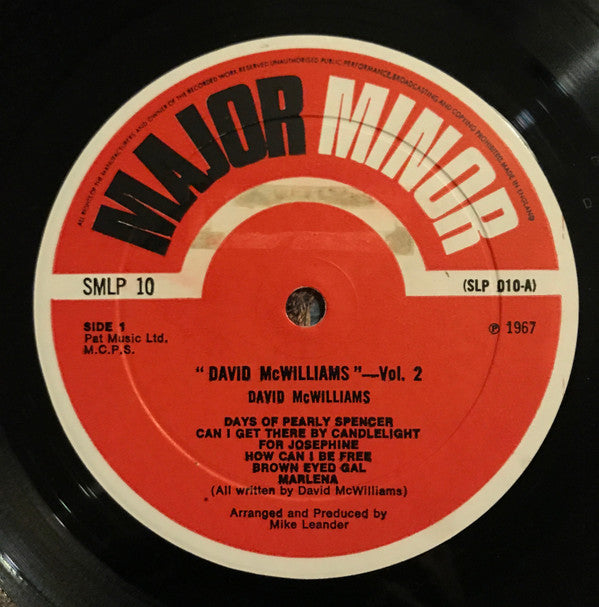 ALL RIGHTS OF THE MANUFACTURERS AND OWNER OF THE RECORDED WORK RESERVED UNAUTHORISED PUBLIC PERFORMANCE, BROADCASTING AND COPYING PROHIBITED. MADE IN ENGLAND
MAJOR MINOR
SMLP 10
(SLP 010-A)
SIDE 1
Pat Music Ltd.
M.C.P.S.
℗ 1967
"DAVID McWILLIAMS"—Vol. 2
DAVID McWILLIAMS
DAYS OF PEARLY SPENCER
CAN I GET THERE BY CANDLELIGHT
FOR JOSEPHINE
HOW CAN I BE FREE
BROWN EYED GAL
MARLENA
(All written by David McWilliams)
Arranged and Produced by
Mike Leander